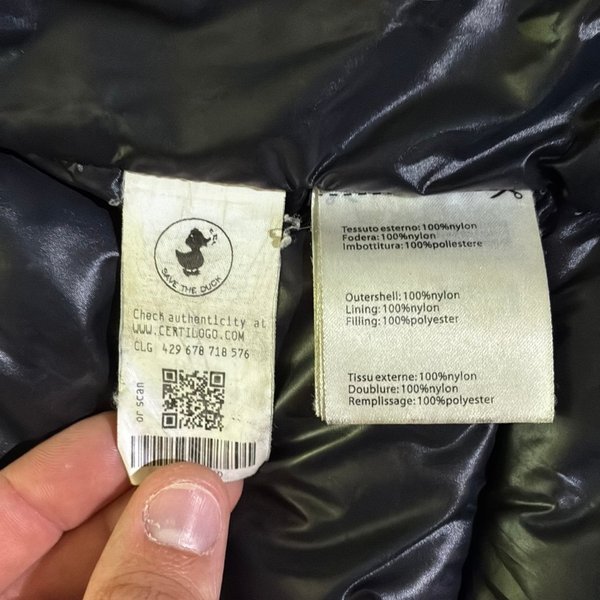 SAVE THE DUCK
Check authenticity at
WWW.CERTILOGO.COM
CLG 429 678 718 576
or scan
Tessuto esterno: 100%nylon
Fodera: 100%nylon
Imbottitura: 100%poliestere
Outershell: 100%nylon
Lining: 100%nylon
Filling: 100%polyester
Tissu externe: 100%nylon
Doublure: 100%nylon
Remplissage: 100%polyester